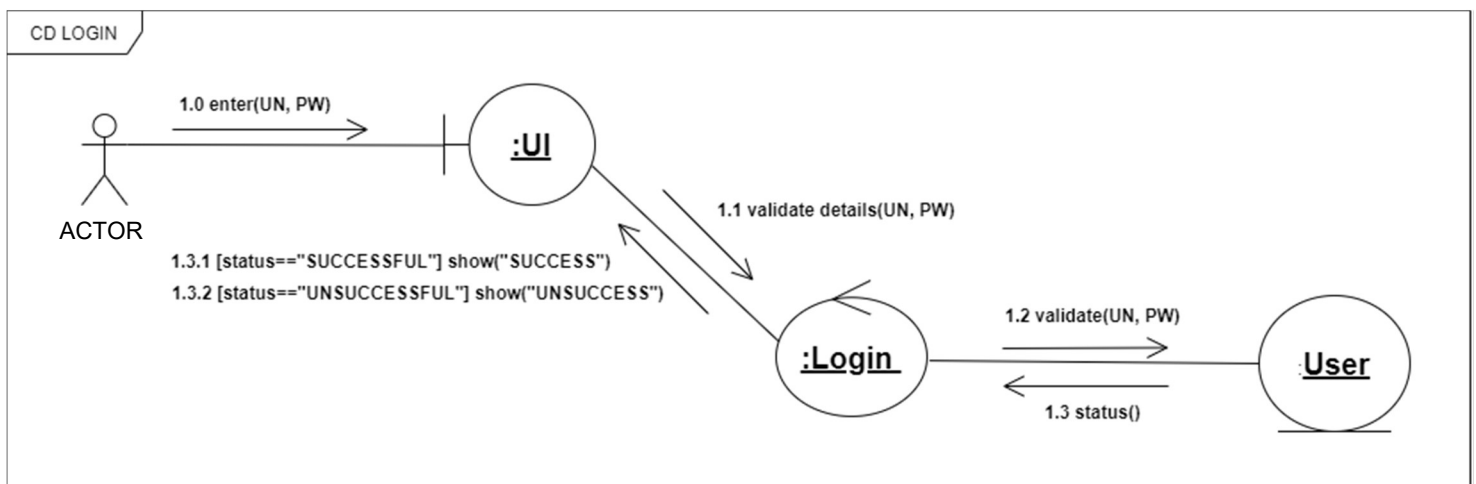 CD LOGIN
1.0 enter(UN, PW)
:UI
ACTOR
1.1 validate details(UN, PW)
1.3.1 [status=="SUCCESSFUL"] show("SUCCESS")
1.3.2 [status=="UNSUCCESSFUL"] show("UNSUCCESS")
:Login
1.2 validate(UN, PW)
:User
1.3 status()